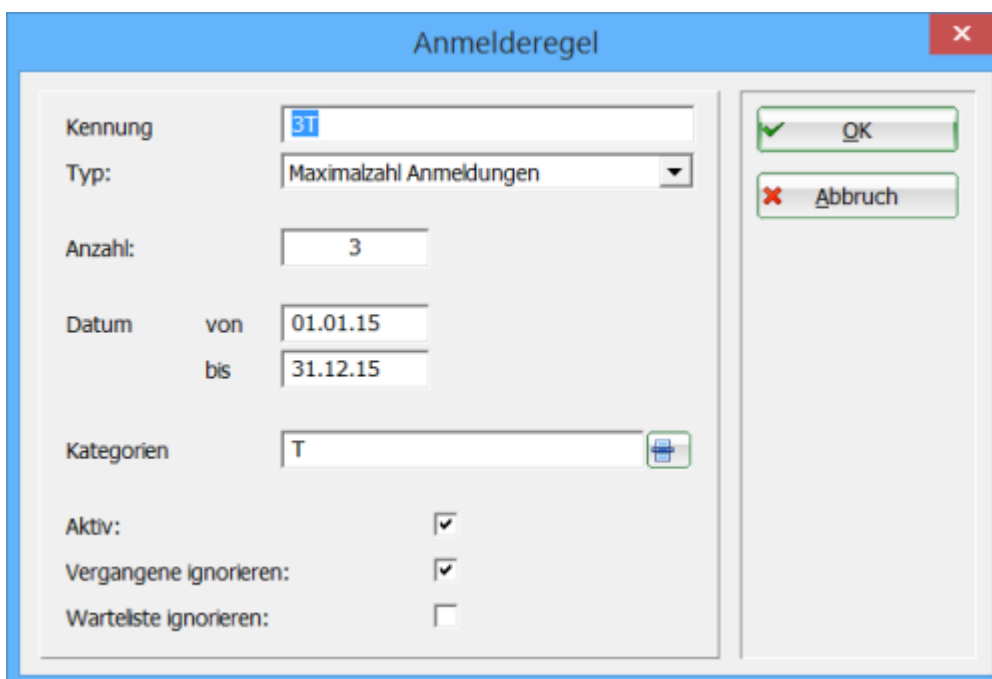 Anmelderegel
Kennung 3T
Typ: Maximalzahl Anmeldungen
Anzahl: 3
Datum von 01.01.15
bis 31.12.15
Kategorien T
Aktiv:
Vergangene ignorieren:
Warteliste ignorieren:
OK
Abbruch